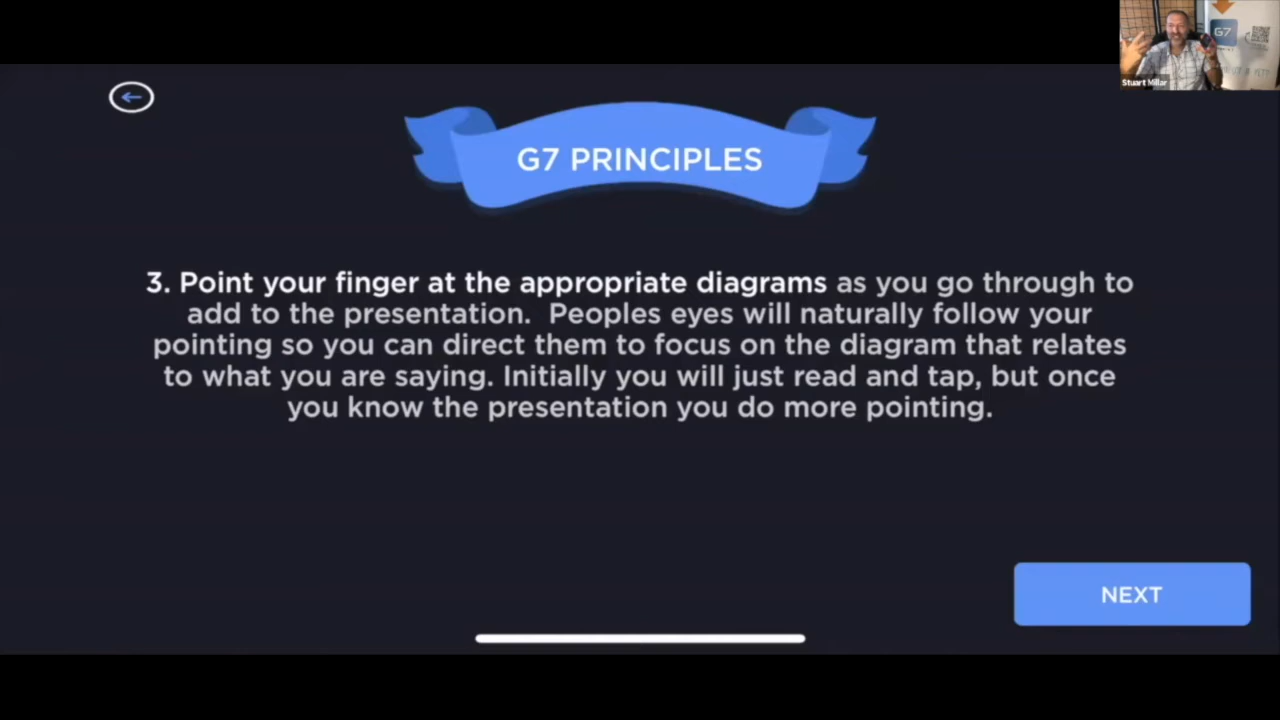 G7 PRINCIPLES
3. Point your finger at the appropriate diagrams as you go through to
add to the presentation. Peoples eyes will naturally follow your
pointing so you can direct them to focus on the diagram that relates
to what you are saying. Initially you will just read and tap, but once
you know the presentation you do more pointing.
NEXT
G7
Stuart Millar